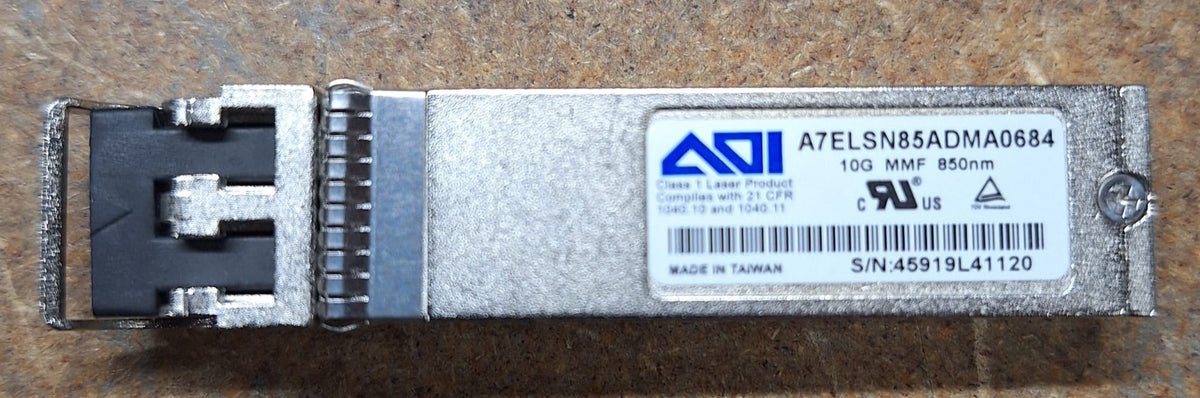 AOI A7ELSN85ADMA0684
10G MMF 850nm
Class 1 Laser Product
Complies with 21 CFR
1040.10 and 1040.11
C RU® US
MADE IN TAIWAN
S/N:45919L41120